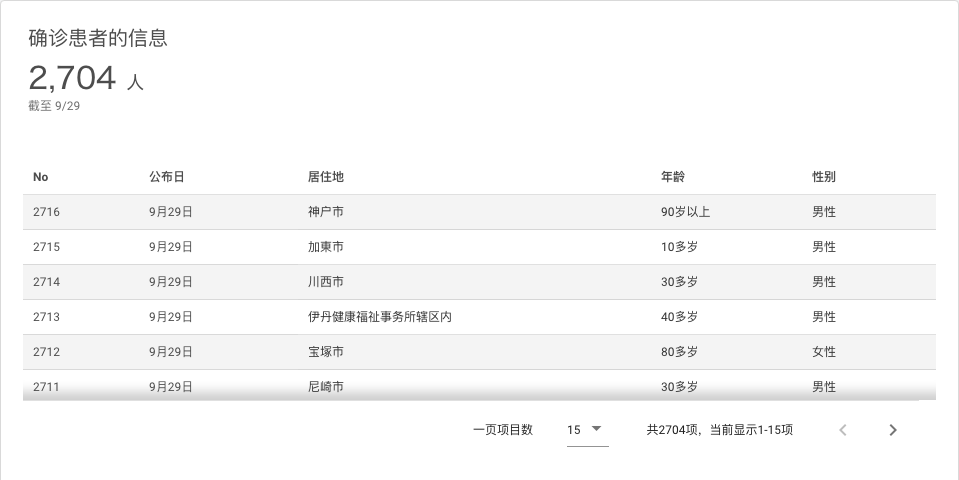 确诊患者的信息
2,704 人
截至 9/29
No 公布日 居住地 年龄 性别
2716 9月29日 神户市 90岁以上 男性
2715 9月29日 加東市 10多岁 男性
2714 9月29日 川西市 30多岁 男性
2713 9月29日 伊丹健康福祉事务所辖区内 40多岁 男性
2712 9月29日 宝塚市 80多岁 女性
2711 9月29日 尼崎市 30多岁 男性
一页项目数 15 共2704项，当前显示1-15项